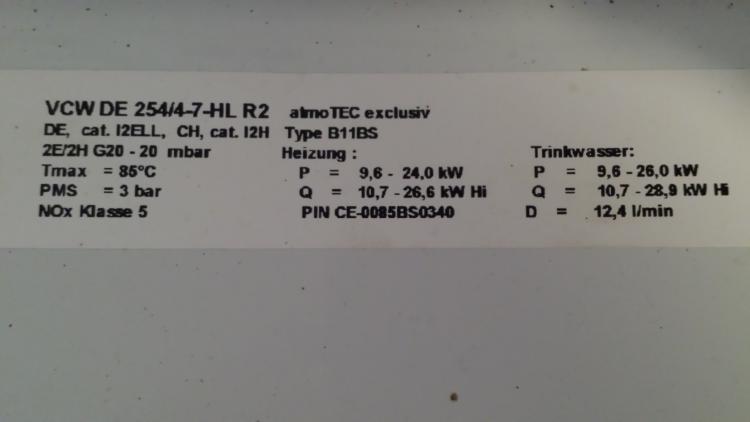 VCW DE 254/4-7-HL R2 atmoTEC exclusiv
DE, cat. I2ELL, CH, cat. I2H Type B11BS
2E/2H G20 - 20 mbar Heizung : Trinkwasser:
Tmax = 85°C P = 9,6 - 24,0 kW P = 9,6 - 26,0 kW
PMS = 3 bar Q = 10,7 - 26,6 kW Hi Q = 10,7 - 28,9 kW Hi
NOx Klasse 5 PIN CE-0085BS0340 D = 12,4 l/min